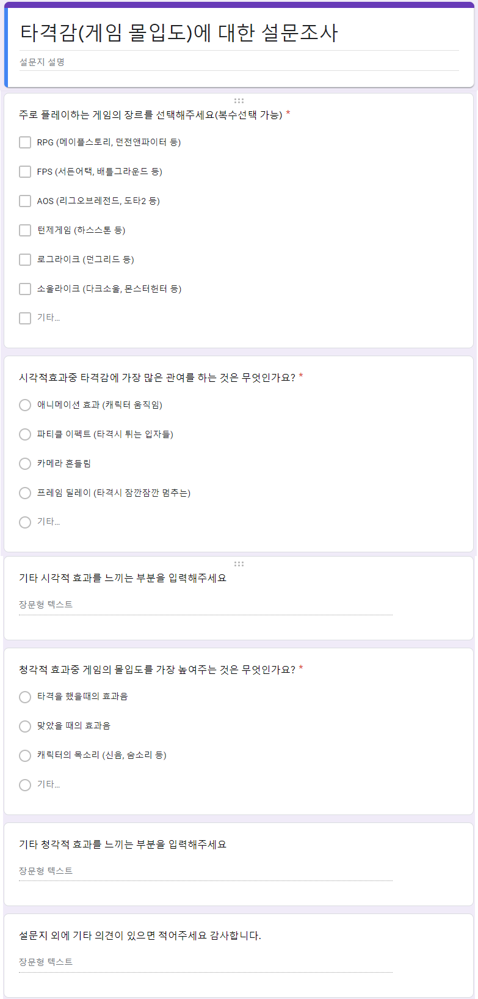 타격감(게임 몰입도)에 대한 설문조사
설문지 설명
주로 플레이하는 게임의 장르를 선택해주세요(복수선택 가능) *
RPG (메이플스토리, 던전앤파이터 등)
FPS (서든어택, 배틀그라운드 등)
AOS (리그오브레전드, 도타2 등)
턴제게임 (하스스톤 등)
로그라이크 (던그리드 등)
소울라이크 (다크소울, 몬스터헌터 등)
기타...
시각적효과중 타격감에 가장 많은 관여를 하는 것은 무엇인가요? *
애니메이션 효과 (캐릭터 움직임)
파티클 이펙트 (타격시 튀는 입자들)
카메라 흔들림
프레임 딜레이 (타격시 잠깐잠깐 멈추는)
기타...
기타 시각적 효과를 느끼는 부분을 입력해주세요
장문형 텍스트
청각적 효과중 게임의 몰입도를 가장 높여주는 것은 무엇인가요? *
타격을 했을때의 효과음
맞았을 때의 효과음
캐릭터의 목소리 (신음, 숨소리 등)
기타...
기타 청각적 효과를 느끼는 부분을 입력해주세요
장문형 텍스트
설문지 외에 기타 의견이 있으면 적어주세요 감사합니다.
장문형 텍스트